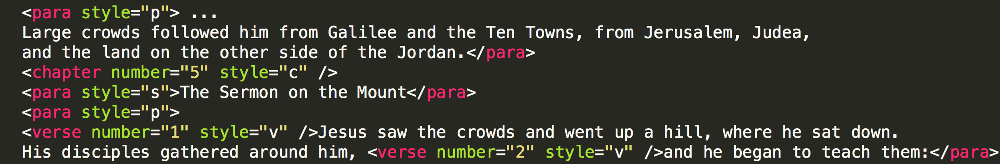 <para style="p"> ...
Large crowds followed him from Galilee and the Ten Towns, from Jerusalem, Judea,
and the land on the other side of the Jordan.</para>
<chapter number="5" style="c" />
<para style="s">The Sermon on the Mount</para>
<para style="p">
<verse number="1" style="v" />Jesus saw the crowds and went up a hill, where he sat down.
His disciples gathered around him, <verse number="2" style="v" />and he began to teach them:</para>